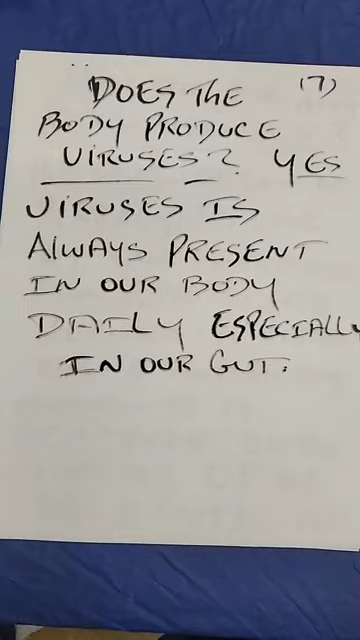 DOES THE (7)
BODY PRODUCE
VIRUSES? YES
VIRUSES IS
ALWAYS PRESENT
IN OUR BODY
DAILY ESPECIALLY
IN OUR GUT.